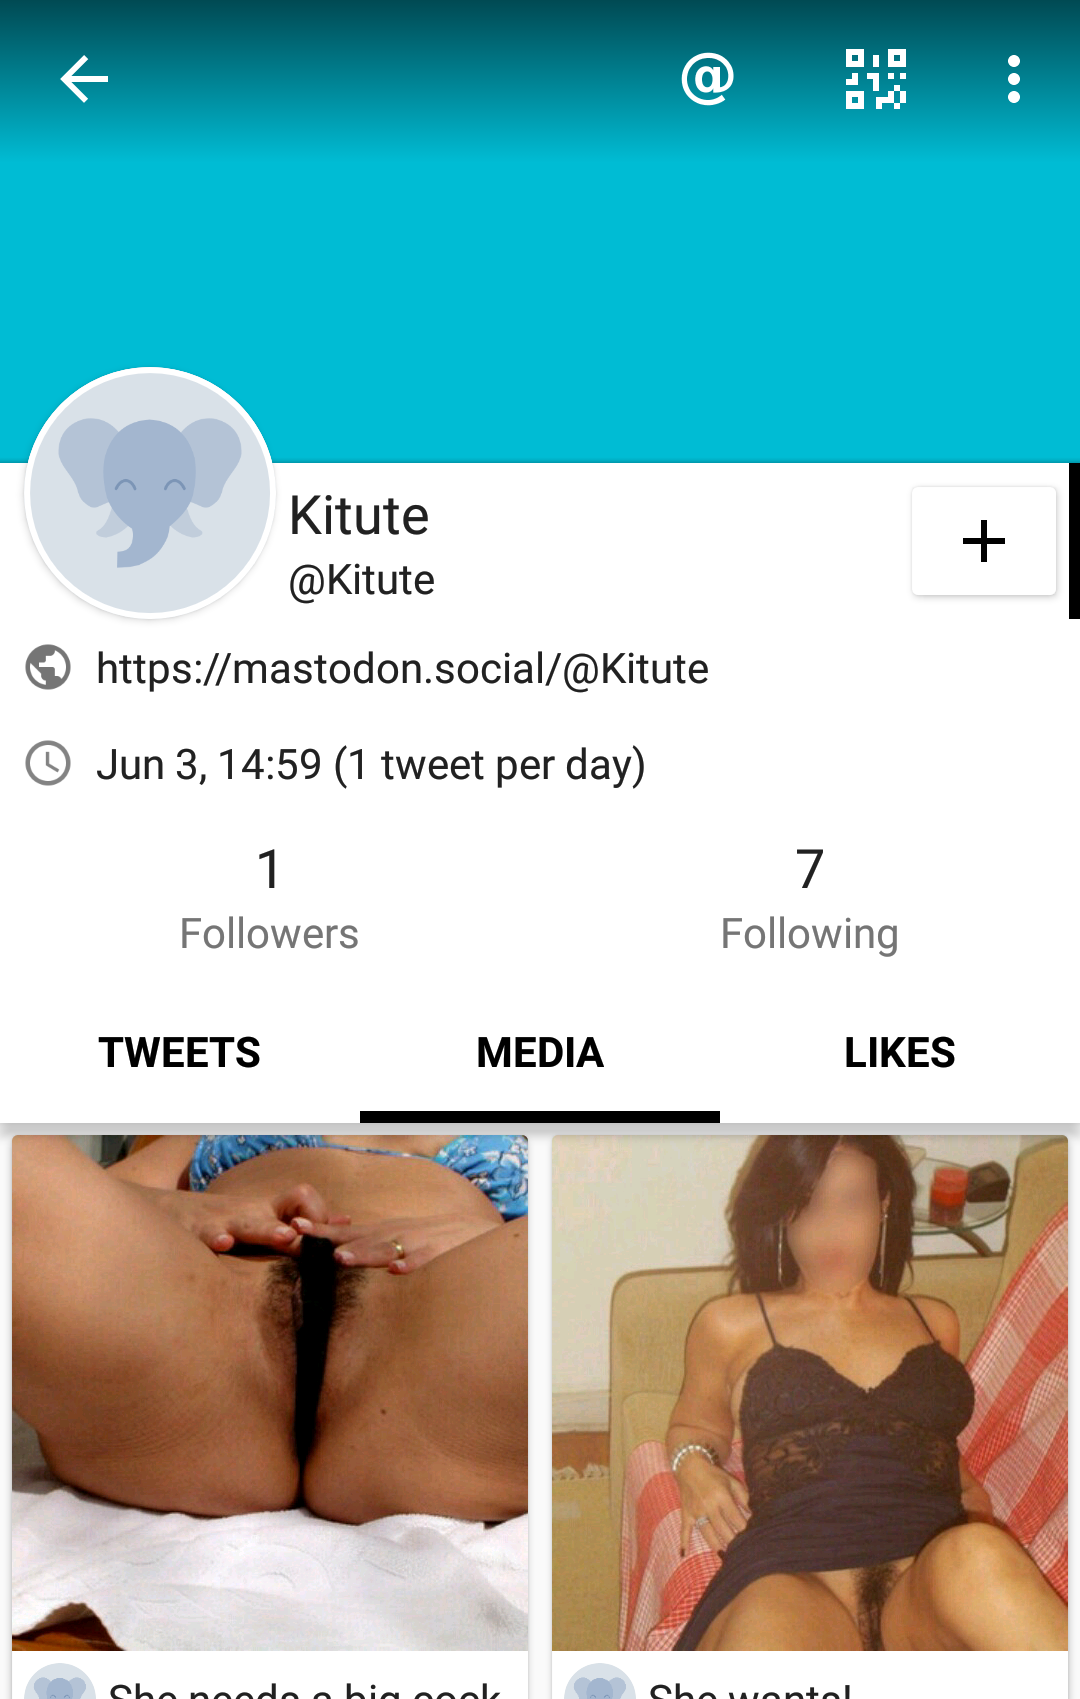 @
Kitute
@Kitute
https://mastodon.social/@Kitute
Jun 3, 14:59 (1 tweet per day)
1
Followers
7
Following
TWEETS
MEDIA
LIKES
She needs a big cock
She wants!